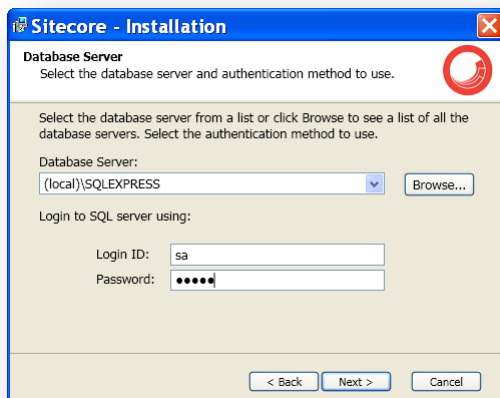 Sitecore - Installation
Database Server
Select the database server and authentication method to use.
Select the database server from a list or click Browse to see a list of all the
database servers. Select the authentication method to use.
Database Server:
(local)\SQLEXPRESS
Browse...
Login to SQL server using:
Login ID:
sa
Password:
●●●●●
< Back
Next >
Cancel